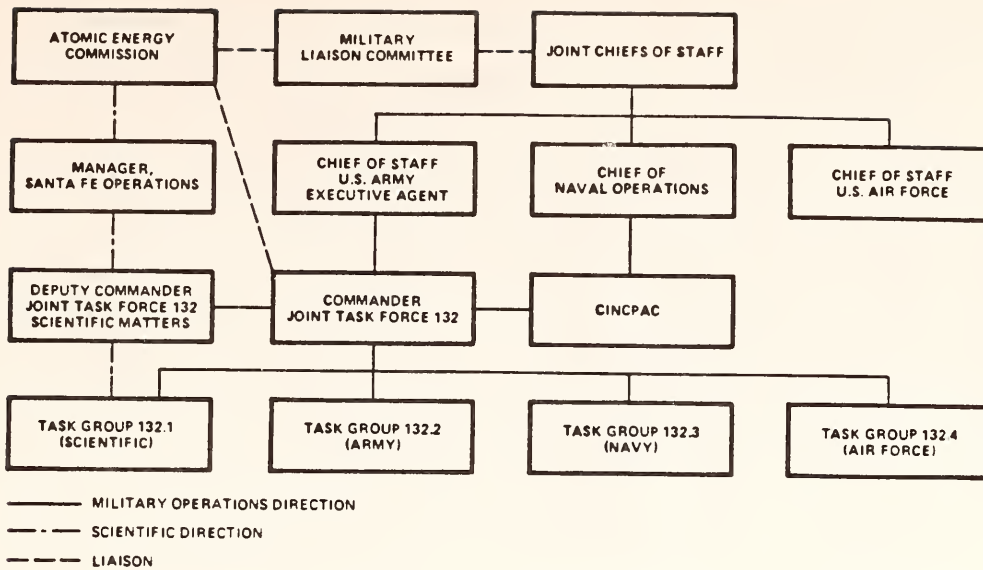 ATOMIC ENERGY
COMMISSION
MILITARY
LIAISON COMMITTEE
JOINT CHIEFS OF STAFF
MANAGER,
SANTA FE OPERATIONS
CHIEF OF STAFF
U.S. ARMY
EXECUTIVE AGENT
CHIEF OF
NAVAL OPERATIONS
CHIEF OF STAFF
U.S. AIR FORCE
DEPUTY COMMANDER
JOINT TASK FORCE 132
SCIENTIFIC MATTERS
COMMANDER
JOINT TASK FORCE 132
CINCPAC
TASK GROUP 132.1
(SCIENTIFIC)
TASK GROUP 132.2
(ARMY)
TASK GROUP 132.3
(NAVY)
TASK GROUP 132.4
(AIR FORCE)
MILITARY OPERATIONS DIRECTION
SCIENTIFIC DIRECTION
LIAISON